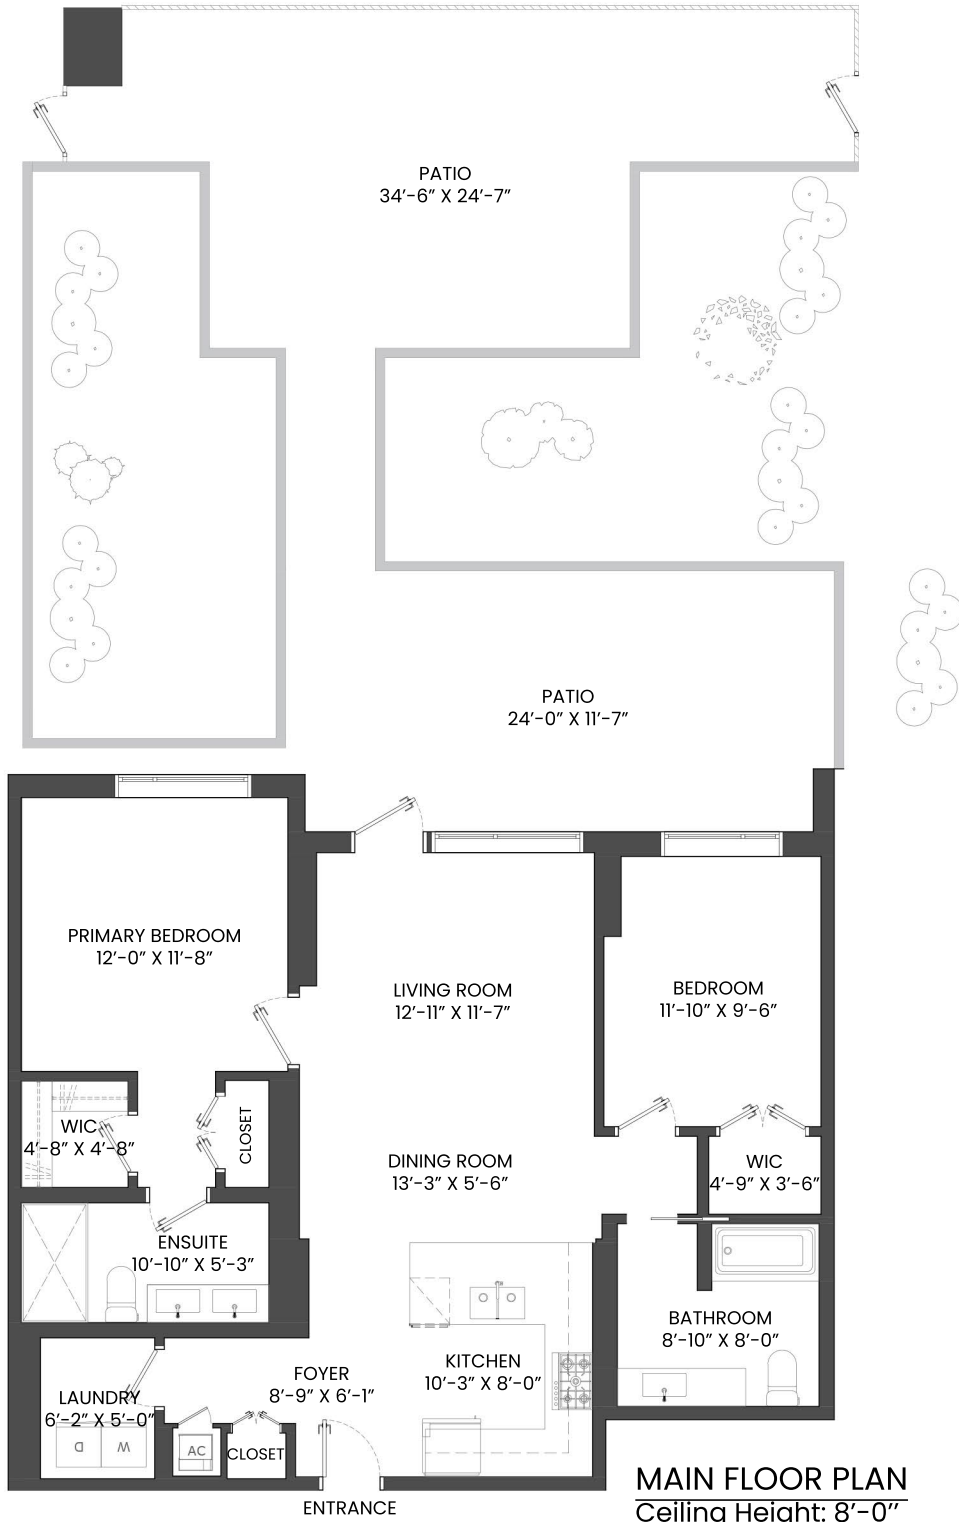 PATIO
34’-6” X 24’-7”
PATIO
24’-0” X 11’-7”
PRIMARY BEDROOM
12’-0” X 11’-8”
LIVING ROOM
12’-11” X 11’-7”
BEDROOM
11’-10” X 9’-6”
WIC
4’-8” X 4’-8”
CLOSET
DINING ROOM
13’-3” X 5’-6”
WIC
4’-9” X 3’-6”
ENSUITE
10’-10” X 5’-3”
BATHROOM
8’-10” X 8’-0”
KITCHEN
10’-3” X 8’-0”
FOYER
8’-9” X 6’-1”
LAUNDRY
6’-2” X 5’-0”
D
W
AC
CLOSET
ENTRANCE
MAIN FLOOR PLAN
Ceiling Height: 8’-0’’